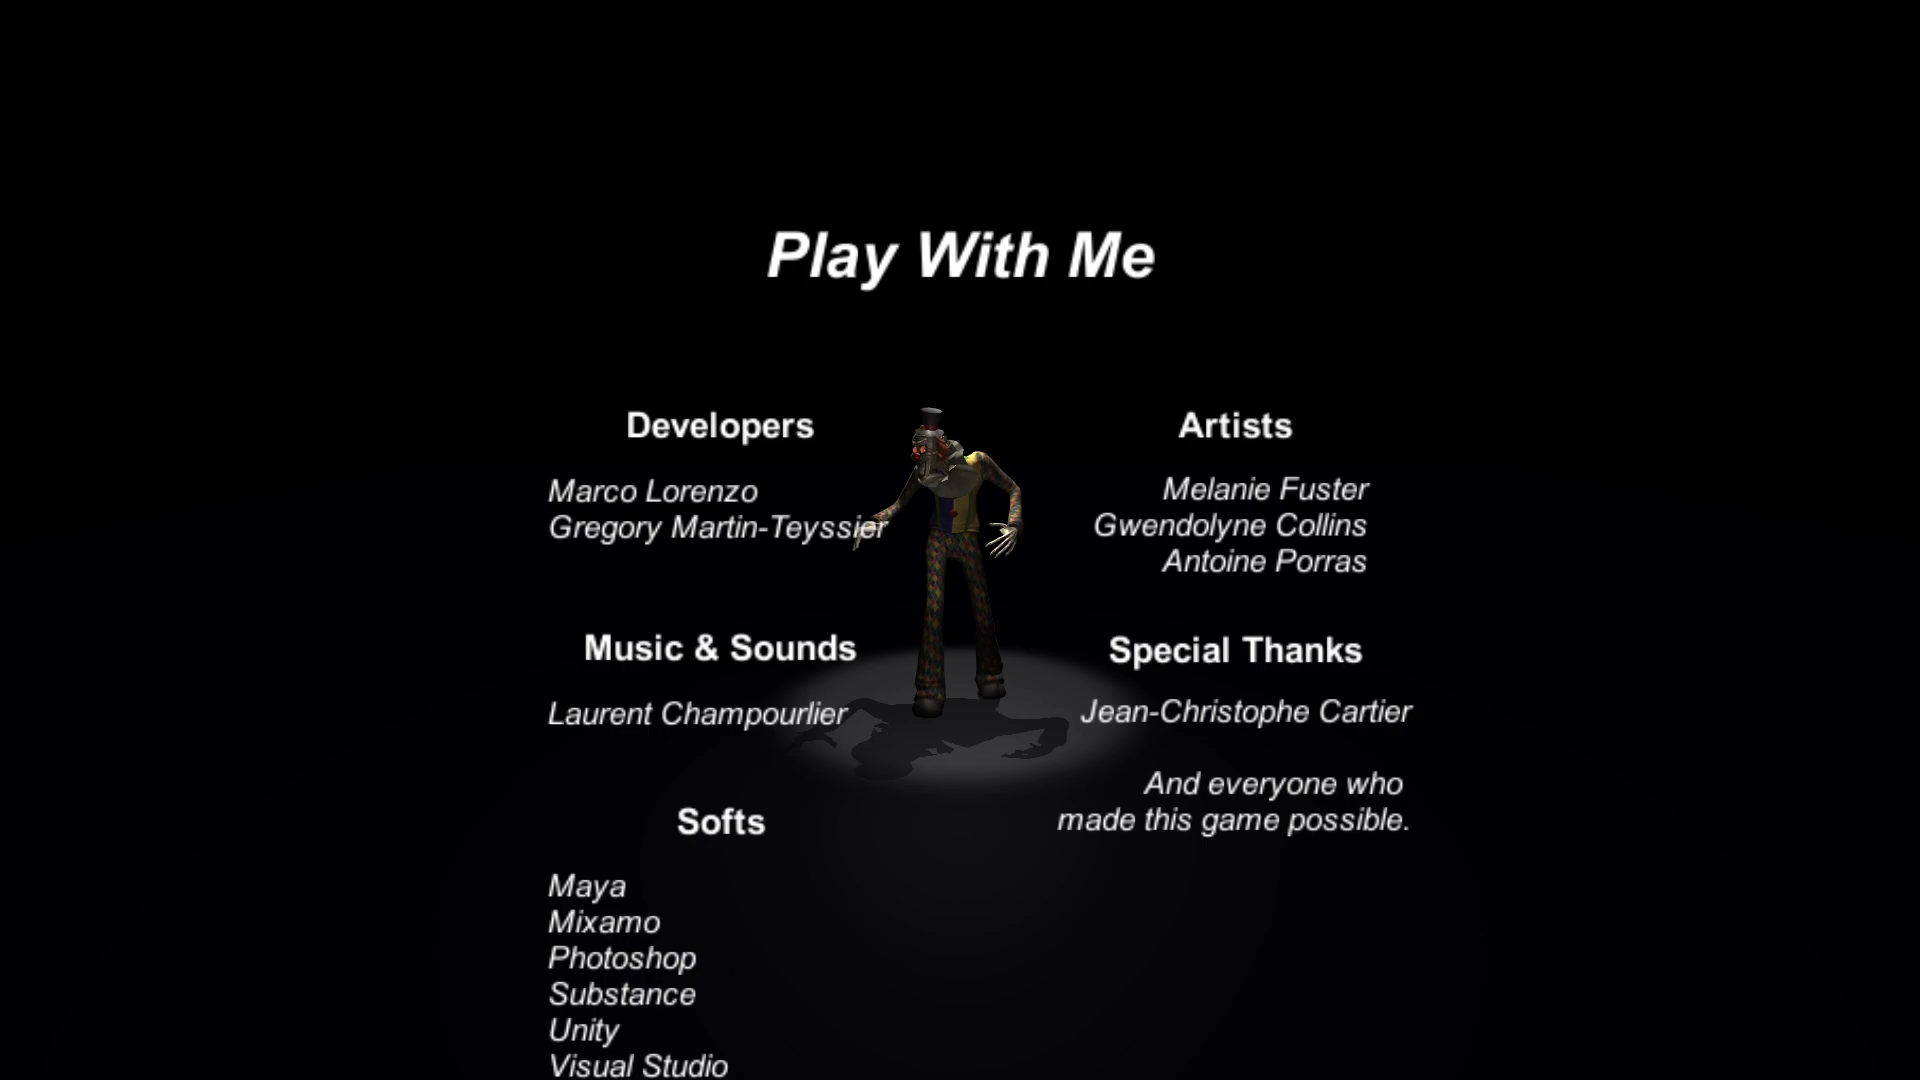 Play With Me
Developers
Marco Lorenzo
Gregory Martin-Teyssier
Artists
Melanie Fuster
Gwendolyne Collins
Antoine Porras
Music & Sounds
Laurent Champourlier
Special Thanks
Jean-Christophe Cartier
And everyone who
made this game possible.
Softs
Maya
Mixamo
Photoshop
Substance
Unity
Visual Studio